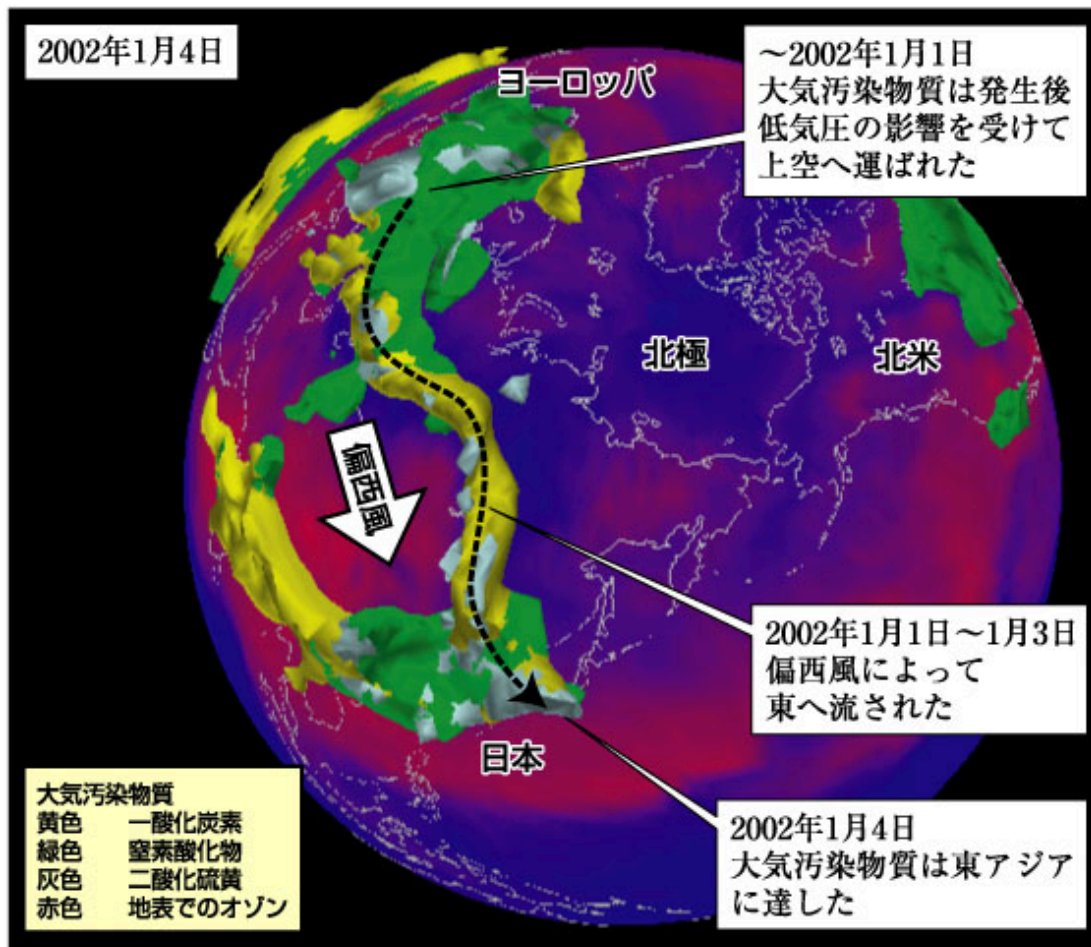 2002年1月4日
ヨーロッパ
～2002年1月1日
大気汚染物質は発生後
低気圧の影響を受けて
上空へ運ばれた
北極
北米
偏西風
2002年1月1日～1月3日
偏西風によって
東へ流された
日本
2002年1月4日
大気汚染物質は東アジア
に達した
大気汚染物質
黄色 一酸化炭素
緑色 窒素酸化物
灰色 二酸化硫黄
赤色 地表でのオゾン